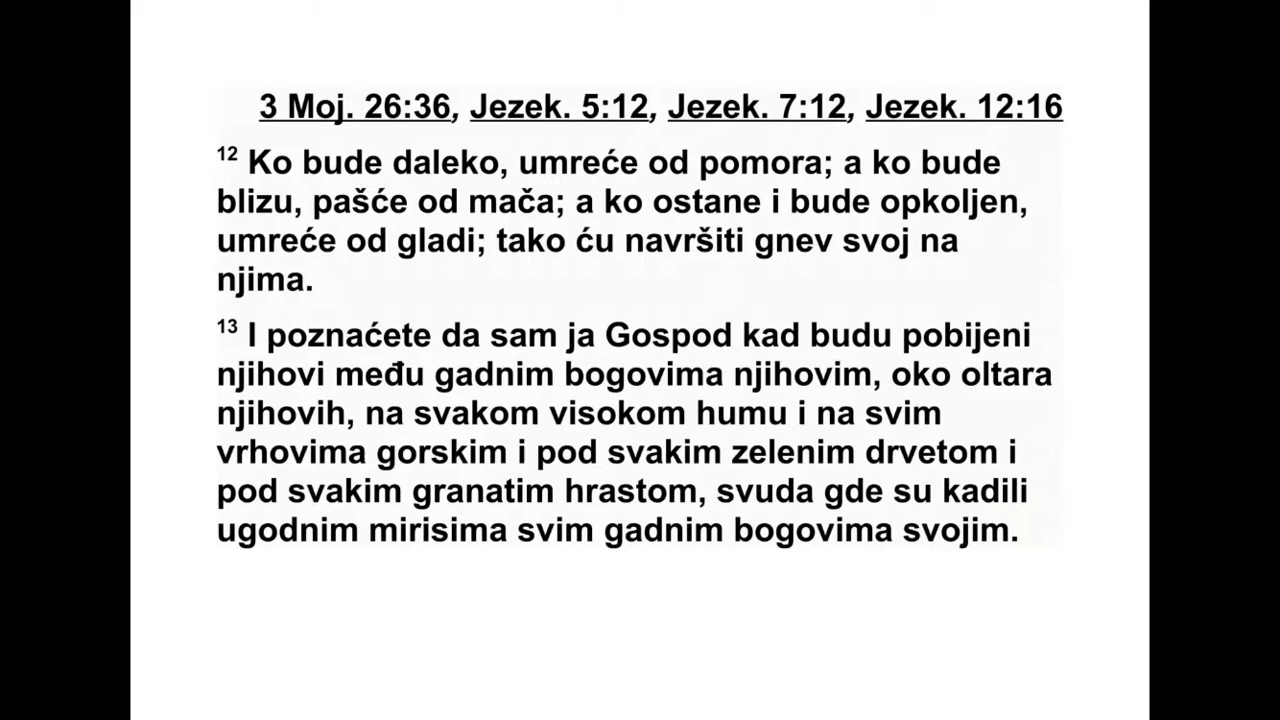 3 Moj. 26:36, Jezek. 5:12, Jezek. 7:12, Jezek. 12:16
12 Ko bude daleko, umreće od pomora; a ko bude
blizu, pašće od mača; a ko ostane i bude opkoljen,
umreće od gladi; tako ću navršiti gnev svoj na
njima.
13 I poznaćete da sam ja Gospod kad budu pobijeni
njihovi među gadnim bogovima njihovim, oko oltara
njihovih, na svakom visokom humu i na svim
vrhovima gorskim i pod svakim zelenim drvetom i
pod svakim granatim hrastom, svuda gde su kadili
ugodnim mirisima svim gadnim bogovima svojim.